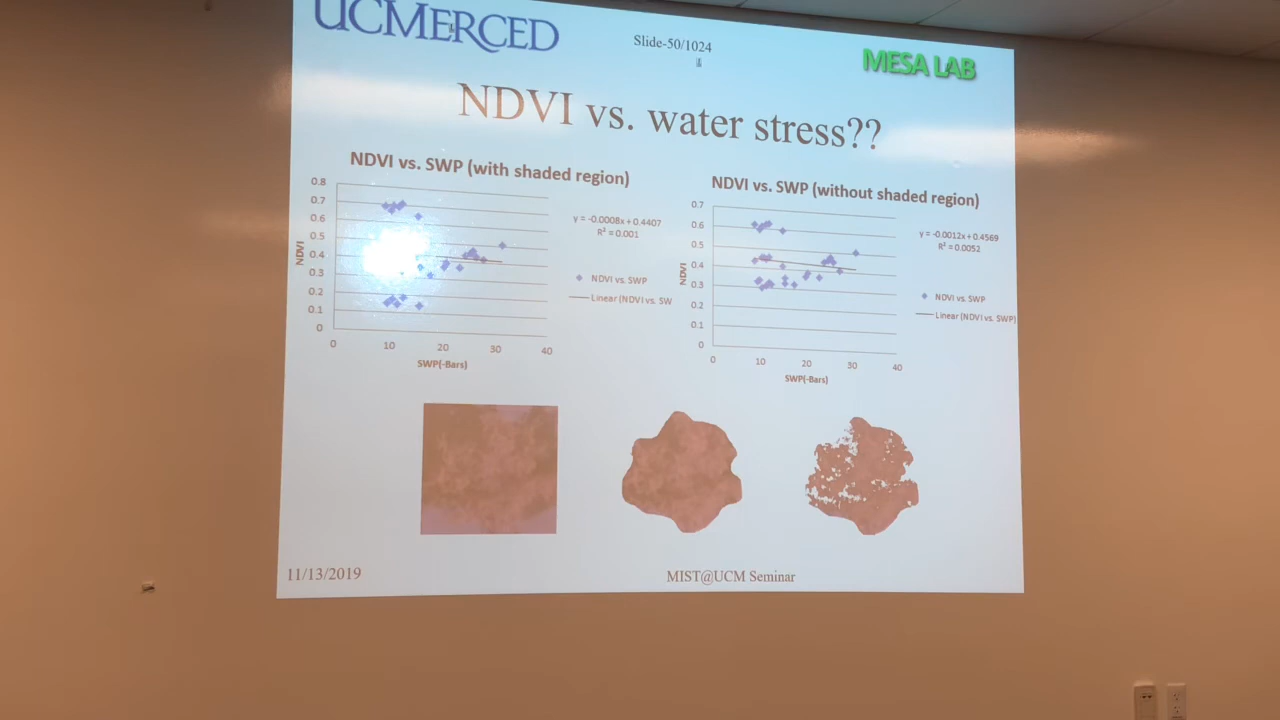 UCMERCED
Slide-50/1024
MESA LAB
NDVI vs. water stress??
NDVI vs. SWP (with shaded region)
0.8
0.7
0.6
0.5
0.4
0.3
0.2
0.1
0
NDVI
0
10
20
30
40
SWP(-Bars)
y = -0.0008x + 0.4407
R² = 0.001
NDVI vs. SWP
Linear (NDVI vs. SW
NDVI vs. SWP (without shaded region)
0.7
0.6
0.5
0.4
0.3
0.2
0.1
0
NDVI
0
10
20
30
40
SWP(-Bars)
y = -0.0012x + 0.4569
R² = 0.0052
NDVI vs. SWP
Linear (NDVI vs. SWP)
11/13/2019
MIST@UCM Seminar